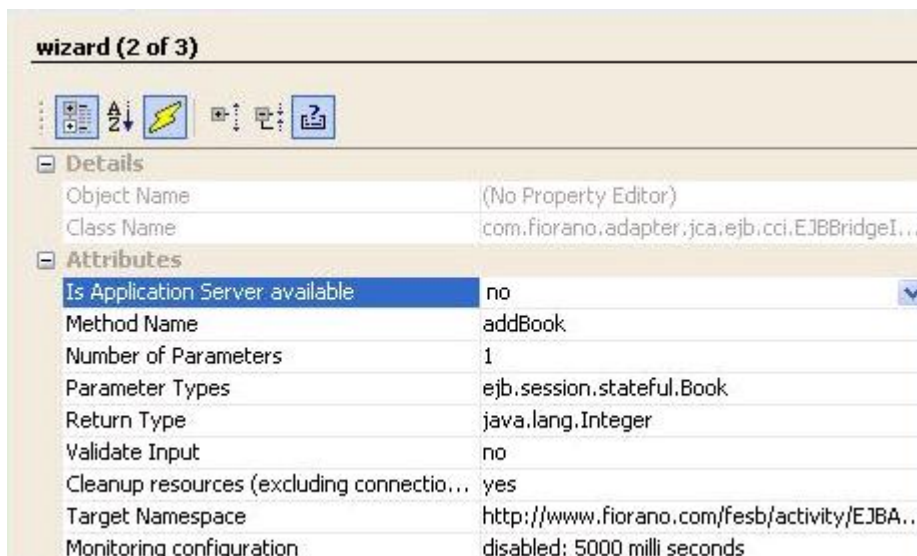 wizard (2 of 3)
Details
Object Name (No Property Editor)
Class Name com.fiorano.adapter.jca.ejb.cci.EJBBridgeI...
Attributes
Is Application Server available no
Method Name addBook
Number of Parameters 1
Parameter Types ejb.session.stateful.Book
Return Type java.lang.Integer
Validate Input no
Cleanup resources (excluding connectio... yes
Target Namespace http://www.fiorano.com/fesb/activity/EJBA...
Monitoring configuration disabled; 5000 milli seconds